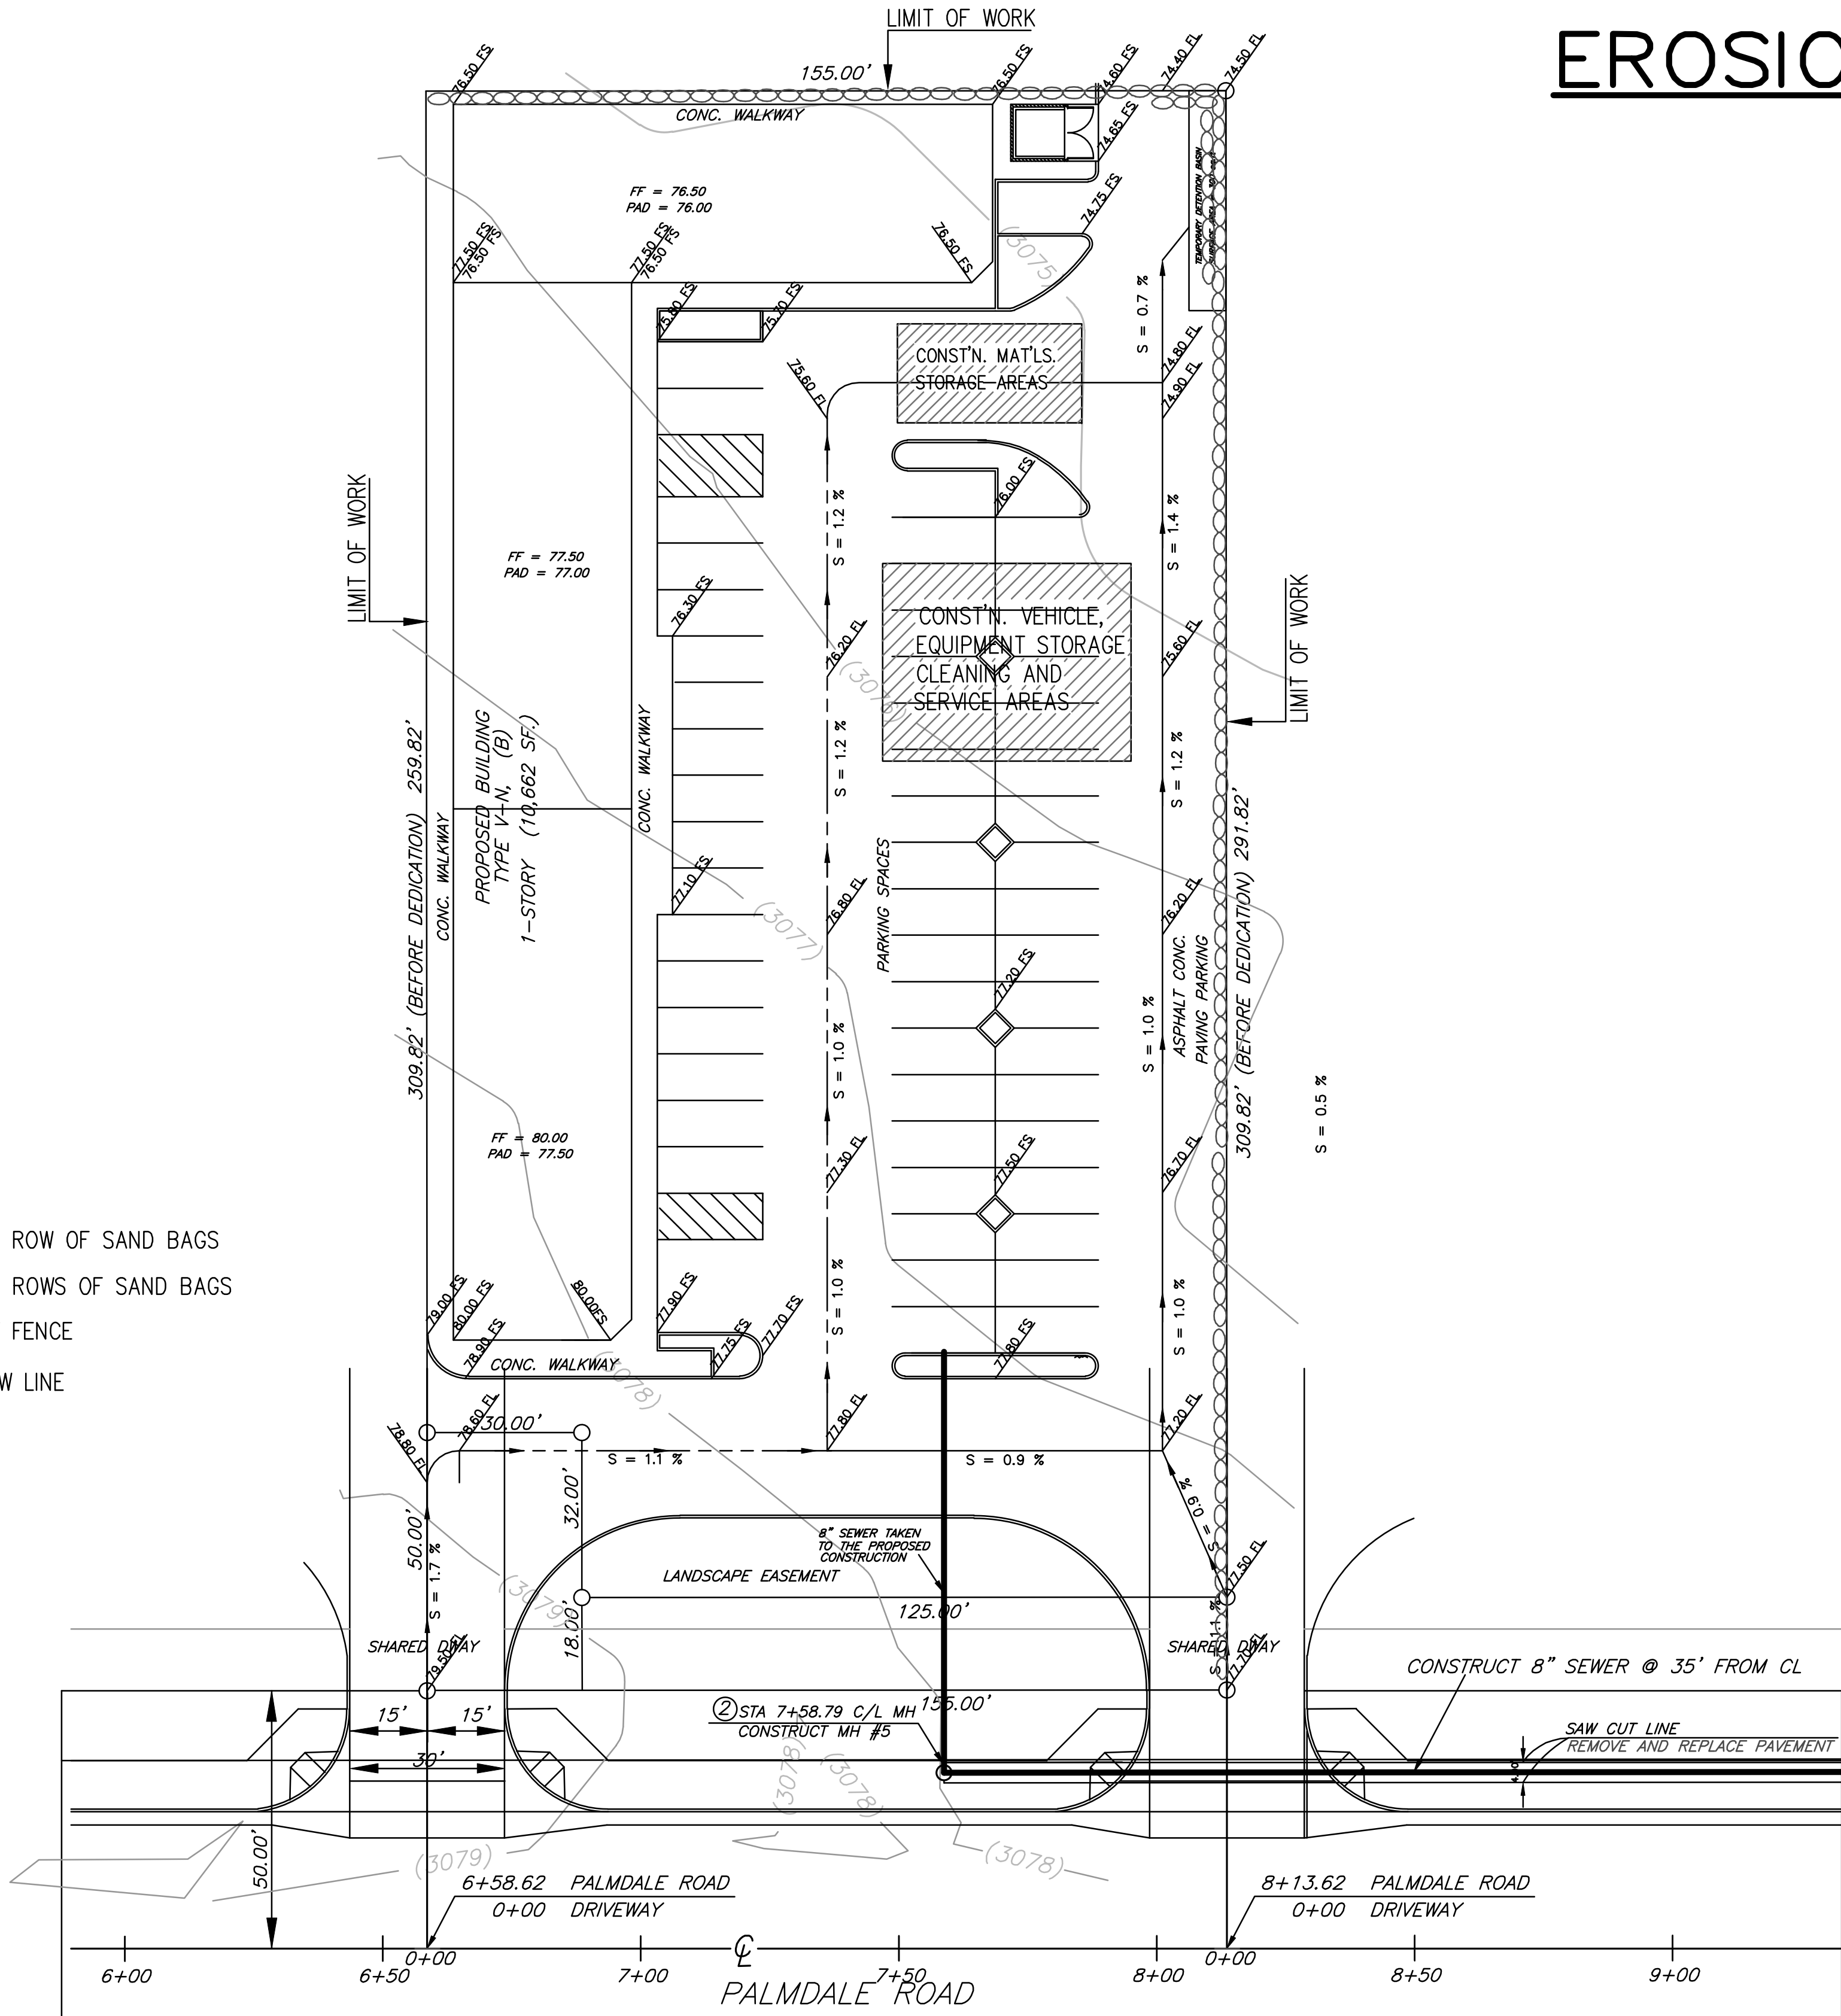 LIMIT OF WORK
EROSIO
155.00'
76.50 FS
76.50 FS
74.60 FS
74.40 FL
74.50 FL
CONC. WALKWAY
74.65 FS
TEMPORARY DETENTION BASIN
FF = 76.50
PAD = 76.00
74.75 FS
77.50 FS
76.50 FS
77.50 FS
76.50 FS
76.50 FS
(3075)
75.80 FS
75.70 FS
S = 0.7 %
CONST'N. MAT'LS.
STORAGE AREAS
75.60 FL
74.80 FL
74.90 FL
LIMIT OF WORK
76.00 FS
S = 1.2 %
S = 1.4 %
FF = 77.50
PAD = 77.00
LIMIT OF WORK
76.30 FS
CONST'N. VEHICLE,
EQUIPMENT STORAGE
CLEANING AND
SERVICE AREAS
76.20 FL
75.60 FL
(3076)
309.82' (BEFORE DEDICATION) 259.82'
CONC. WALKWAY
PROPOSED BUILDING
TYPE V-N, (B)
1-STORY (10,662 SF.)
CONC. WALKWAY
S = 1.2 %
S = 1.2 %
77.10 FS
(3077)
76.80 FL
PARKING SPACES
76.20 FL
309.82' (BEFORE DEDICATION) 291.82'
77.20 FS
ASPHALT CONC.
PAVING PARKING
S = 1.0 %
S = 1.0 %
S = 0.5 %
FF = 80.00
PAD = 77.50
77.30 FL
77.50 FS
76.70 FL
ROW OF SAND BAGS
ROWS OF SAND BAGS
FENCE
W LINE
79.00 FS
80.00 FS
80.00FS
77.90 FS
77.70 FS
S = 1.0 %
S = 1.0 %
78.90 FS
CONC. WALKWAY
77.75 FS
77.80 FS
(3078)
78.80 FL
78.60 FL
30.00'
77.80 FL
77.20 FL
S = 1.1 %
S = 0.9 %
50.00'
S = 1.7 %
32.00'
S = 0.9 %
8" SEWER TAKEN
TO THE PROPOSED
CONSTRUCTION
77.50 FL
LANDSCAPE EASEMENT
(3079)
125.00'
18.00'
S = 1.1 %
SHARED DWAY
SHARED DWAY
79.50 FL
77.70 FL
CONSTRUCT 8" SEWER @ 35' FROM CL
15'
15'
2 STA 7+58.79 C/L MH
CONSTRUCT MH #5
155.00'
SAW CUT LINE
REMOVE AND REPLACE PAVEMENT
30'
(3078)
(3078)
50.00'
(3079)
(3078)
6+58.62 PALMDALE ROAD
0+00 DRIVEWAY
8+13.62 PALMDALE ROAD
0+00 DRIVEWAY
0+00
0+00
6+00
6+50
7+00
7+50
8+00
8+50
9+00
PALMDALE ROAD